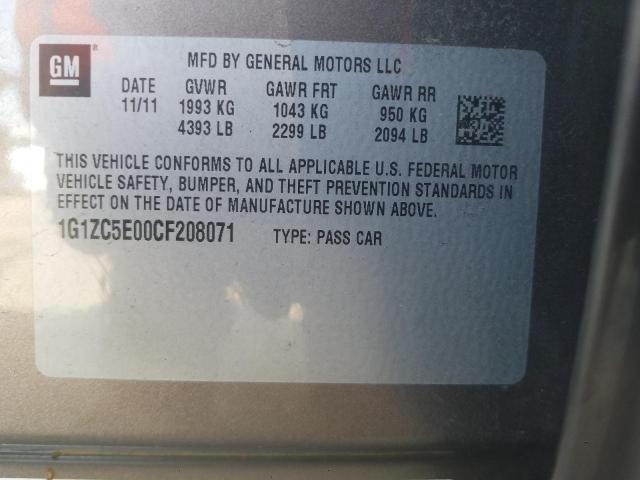 GM
MFD BY GENERAL MOTORS LLC
DATE GVWR GAWR FRT GAWR RR
11/11 1993 KG 1043 KG 950 KG
4393 LB 2299 LB 2094 LB
THIS VEHICLE CONFORMS TO ALL APPLICABLE U.S. FEDERAL MOTOR
VEHICLE SAFETY, BUMPER, AND THEFT PREVENTION STANDARDS IN
EFFECT ON THE DATE OF MANUFACTURE SHOWN ABOVE.
1G1ZC5E00CF208071 TYPE: PASS CAR